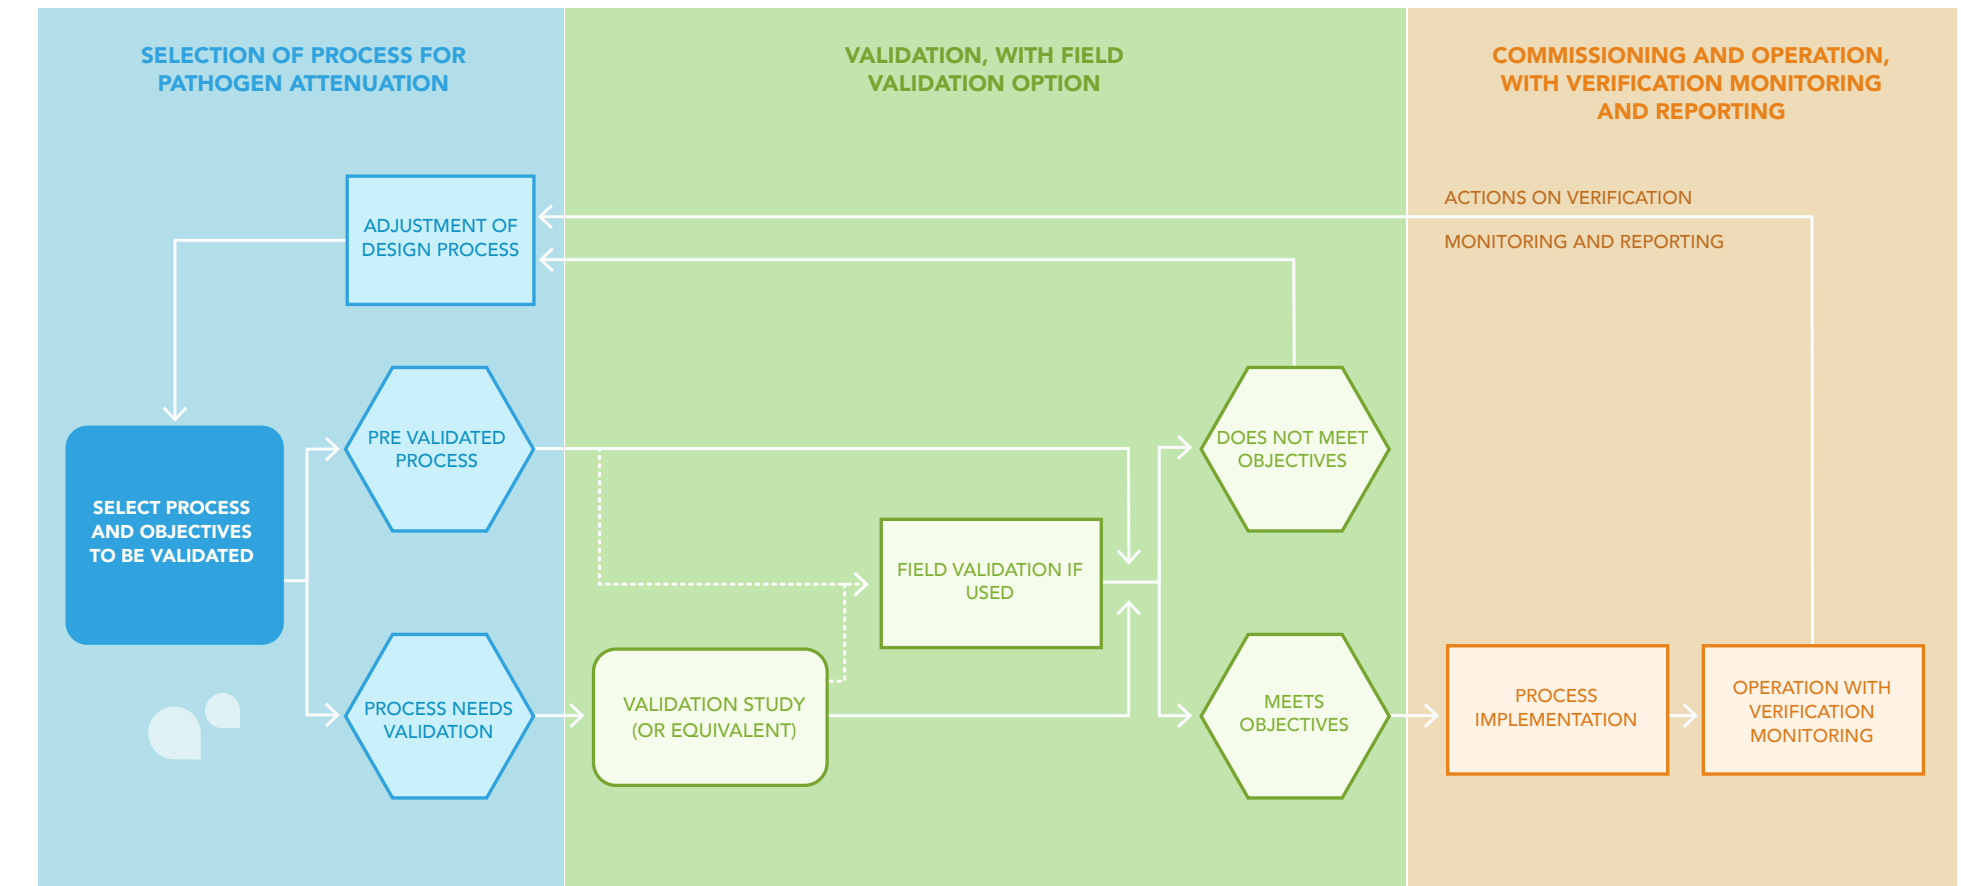 SELECTION OF PROCESS FOR
PATHOGEN ATTENUATION
VALIDATION, WITH FIELD
VALIDATION OPTION
COMMISSIONING AND OPERATION,
WITH VERIFICATION MONITORING
AND REPORTING
ADJUSTMENT OF
DESIGN PROCESS
ACTIONS ON VERIFICATION
MONITORING AND REPORTING
PRE VALIDATED
PROCESS
DOES NOT MEET
OBJECTIVES
SELECT PROCESS
AND OBJECTIVES
TO BE VALIDATED
FIELD VALIDATION IF
USED
PROCESS NEEDS
VALIDATION
VALIDATION STUDY
(OR EQUIVALENT)
MEETS
OBJECTIVES
PROCESS
IMPLEMENTATION
OPERATION WITH
VERIFICATION
MONITORING